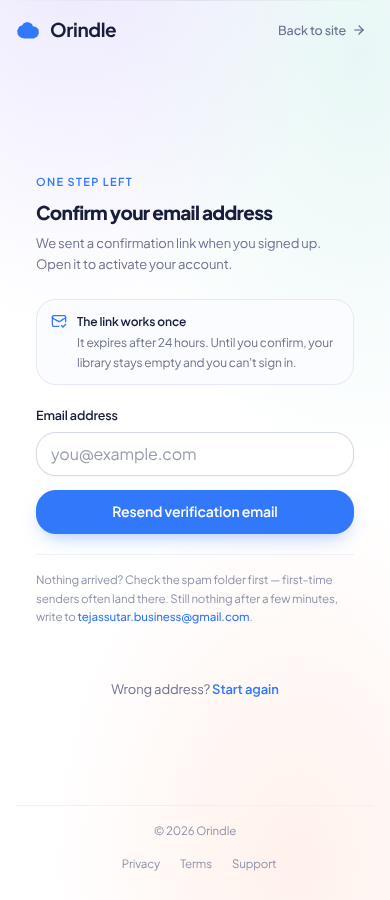 Orindle
Back to site
ONE STEP LEFT
Confirm your email address
We sent a confirmation link when you signed up.
Open it to activate your account.
The link works once
It expires after 24 hours. Until you confirm, your
library stays empty and you can't sign in.
Email address
you@example.com
Resend verification email
Nothing arrived? Check the spam folder first — first-time
senders often land there. Still nothing after a few minutes,
write to tejassutar.business@gmail.com.
Wrong address? Start again
© 2026 Orindle
Privacy Terms Support